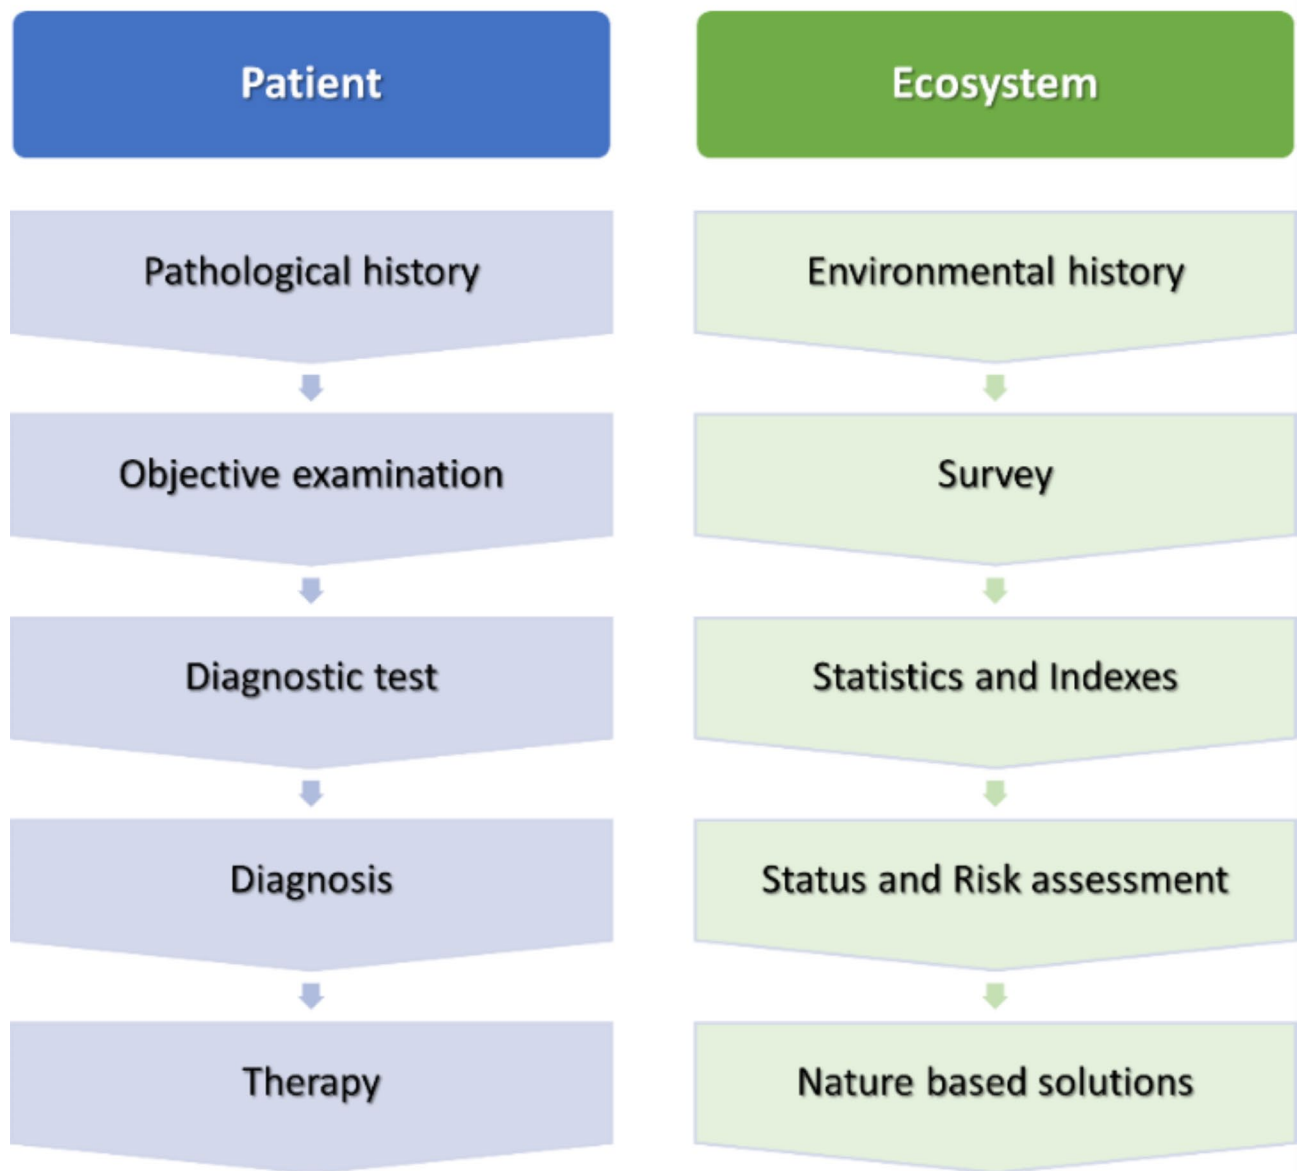 Patient
Ecosystem
Pathological history
Environmental history
Objective examination
Survey
Diagnostic test
Statistics and Indexes
Diagnosis
Status and Risk assessment
Therapy
Nature based solutions